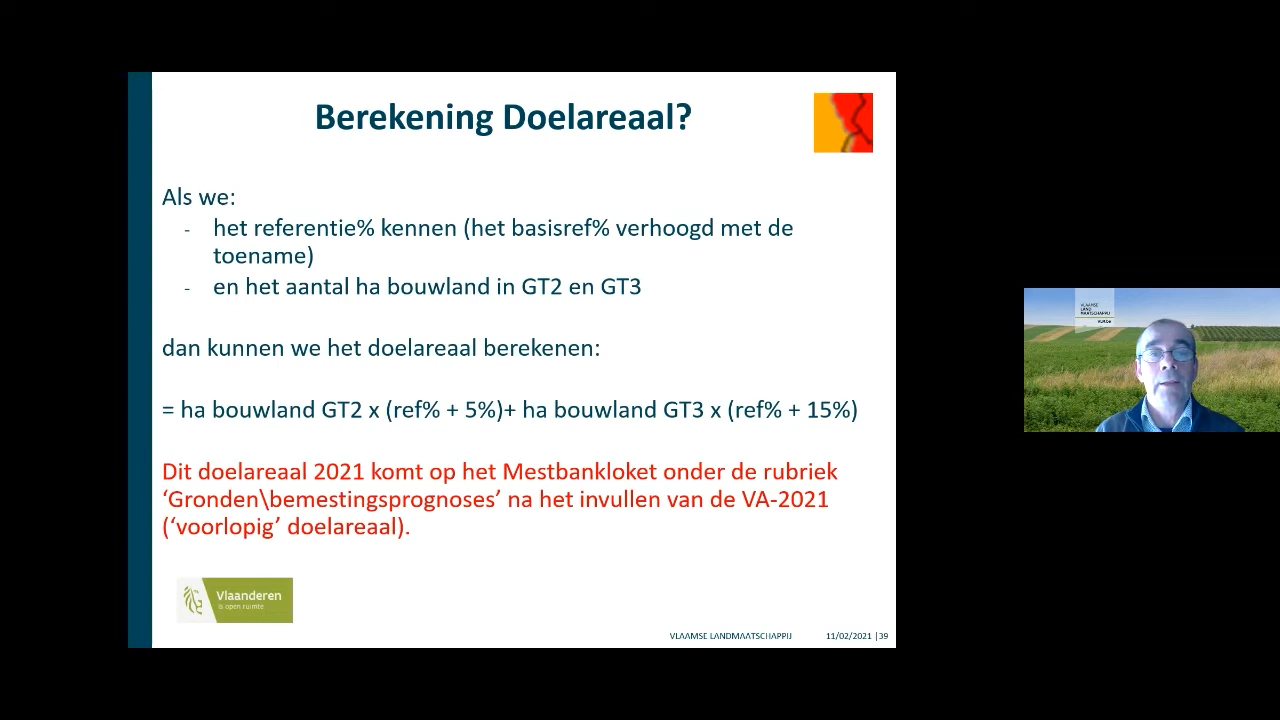 Berekening Doelareaal?
Als we:
- het referentie% kennen (het basisref% verhoogd met de
toename)
- en het aantal ha bouwland in GT2 en GT3
dan kunnen we het doelareaal berekenen:
= ha bouwland GT2 x (ref% + 5%)+ ha bouwland GT3 x (ref% + 15%)
Dit doelareaal 2021 komt op het Mestbankloket onder de rubriek
‘Gronden\bemestingsprognoses’ na het invullen van de VA-2021
(‘voorlopig’ doelareaal).
Vlaanderen
is open ruimte
VLAAMSE LANDMAATSCHAPPIJ 11/02/2021 |39
VLAAMSE
LAND
MAATSCHAPPIJ